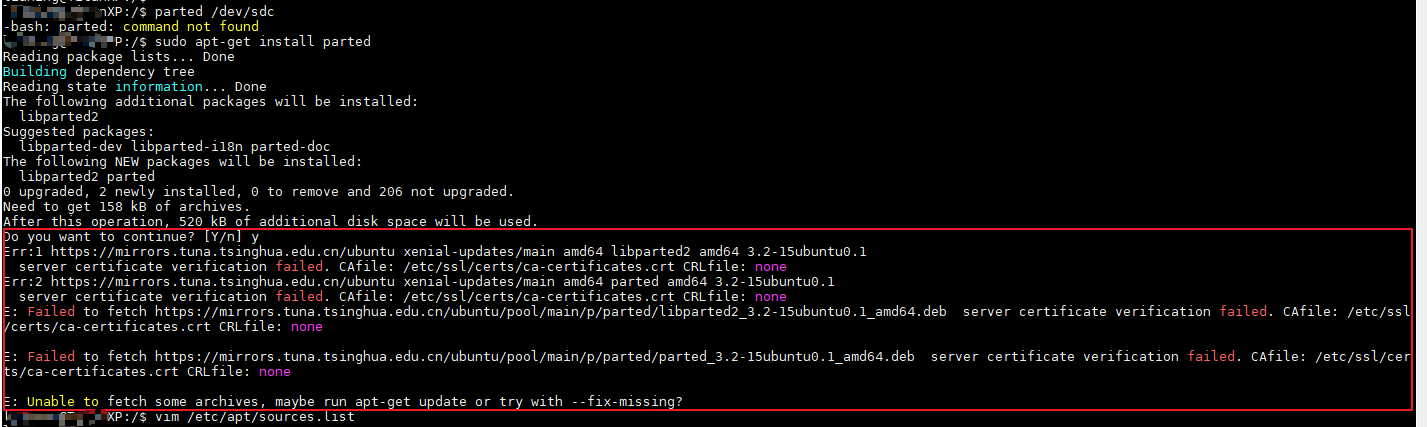 nXP:/$ parted /dev/sdc
-bash: parted: command not found
P:/$ sudo apt-get install parted
Reading package lists... Done
Building dependency tree
Reading state information... Done
The following additional packages will be installed:
  libparted2
Suggested packages:
  libparted-dev libparted-i18n parted-doc
The following NEW packages will be installed:
  libparted2 parted
0 upgraded, 2 newly installed, 0 to remove and 206 not upgraded.
Need to get 158 kB of archives.
After this operation, 520 kB of additional disk space will be used.
Do you want to continue? [Y/n] y
Err:1 https://mirrors.tuna.tsinghua.edu.cn/ubuntu xenial-updates/main amd64 libparted2 amd64 3.2-15ubuntu0.1
  server certificate verification failed. CAfile: /etc/ssl/certs/ca-certificates.crt CRLfile: none
Err:2 https://mirrors.tuna.tsinghua.edu.cn/ubuntu xenial-updates/main amd64 parted amd64 3.2-15ubuntu0.1
  server certificate verification failed. CAfile: /etc/ssl/certs/ca-certificates.crt CRLfile: none
E: Failed to fetch https://mirrors.tuna.tsinghua.edu.cn/ubuntu/pool/main/p/parted/libparted2_3.2-15ubuntu0.1_amd64.deb  server certificate verification failed. CAfile: /etc/ssl
/certs/ca-certificates.crt CRLfile: none
E: Failed to fetch https://mirrors.tuna.tsinghua.edu.cn/ubuntu/pool/main/p/parted/parted_3.2-15ubuntu0.1_amd64.deb  server certificate verification failed. CAfile: /etc/ssl/cer
ts/ca-certificates.crt CRLfile: none
E: Unable to fetch some archives, maybe run apt-get update or try with --fix-missing?
XP:/$ vim /etc/apt/sources.list